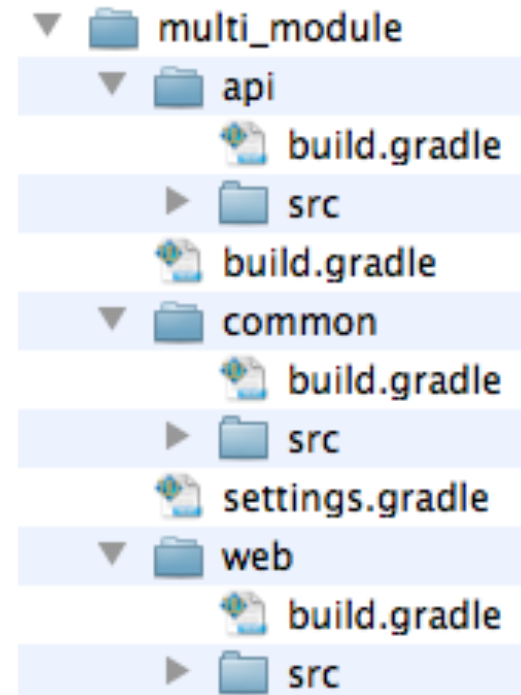 multi_module
api
build.gradle
src
build.gradle
common
build.gradle
src
settings.gradle
web
build.gradle
src